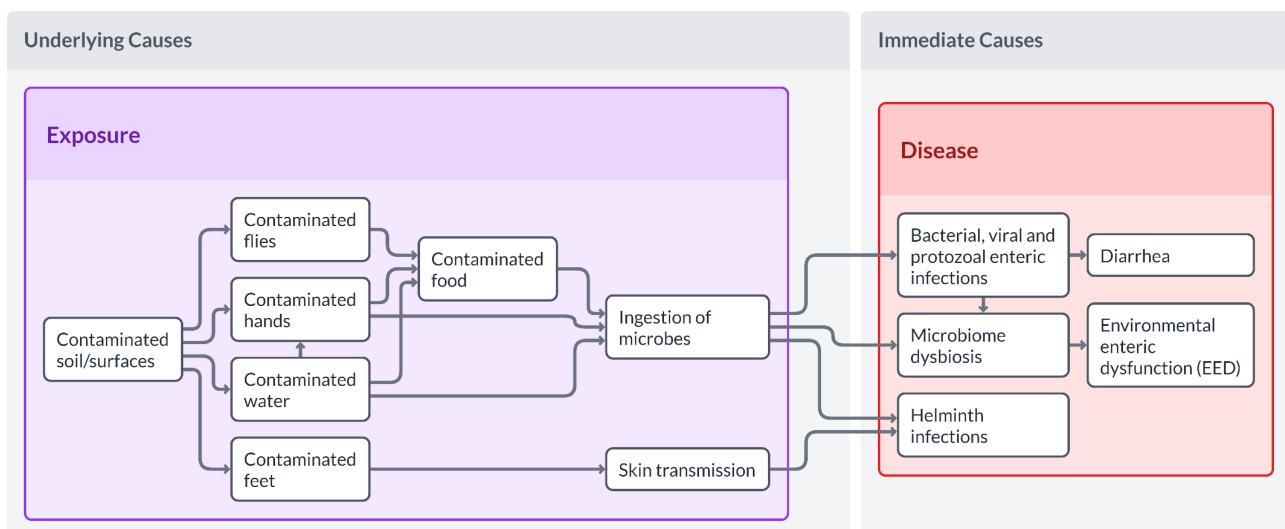 Underlying Causes
Immediate Causes
Exposure
Disease
Contaminated
flies
Contaminated
food
Contaminated
hands
Contaminated
soil/surfaces
Contaminated
water
Contaminated
feet
Ingestion of
microbes
Skin transmission
Bacterial, viral and
protozoal enteric
infections
Diarrhea
Microbiome
dysbiosis
Environmental
enteric
dysfunction (EED)
Helminth
infections